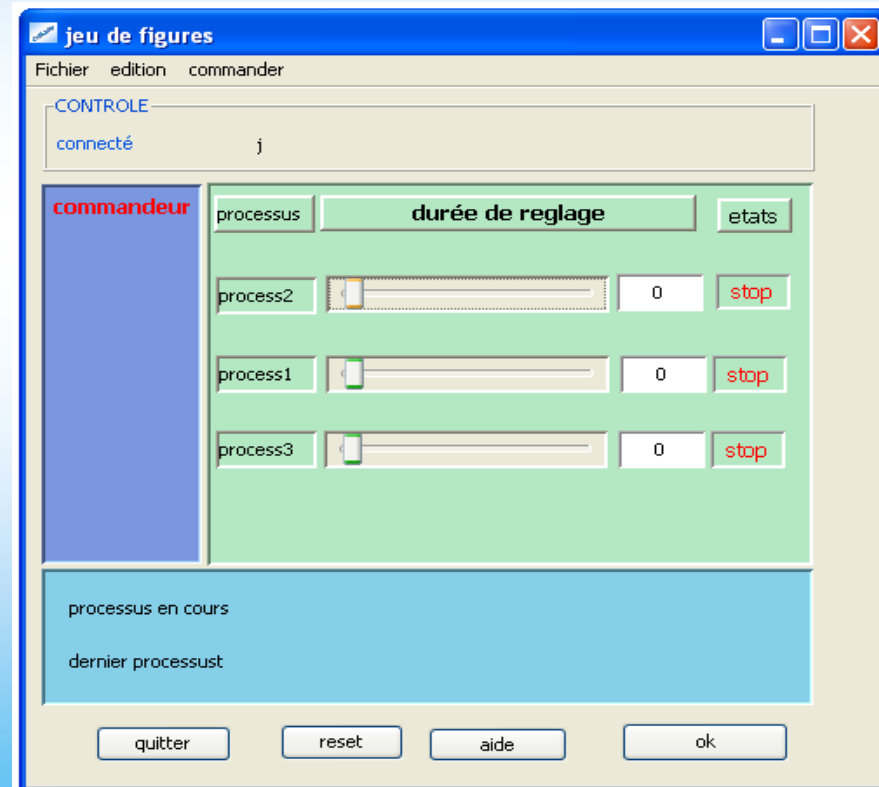 jeu de figures
Fichier edition commander
CONTROLE
connecté j
commandeur processus durée de reglage etats
process2 0 stop
process1 0 stop
process3 0 stop
processus en cours
dernier processust
quitter reset aide ok